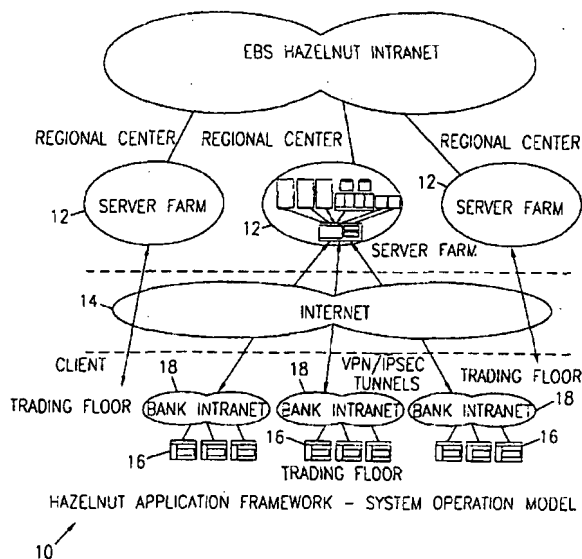 EBS HAZELNUT INTRANET
REGIONAL CENTER
REGIONAL CENTER
REGIONAL CENTER
12
12
12
SERVER FARM
SERVER FARM
SERVER FARM
14
INTERNET
CLIENT
18
18
VPN/IPSEC
TUNNELS
TRADING FLOOR
TRADING FLOOR
BANK INTRANET
BANK INTRANET
BANK INTRANET
18
16
16
16
TRADING FLOOR
HAZELNUT APPLICATION FRAMEWORK – SYSTEM OPERATION MODEL
10